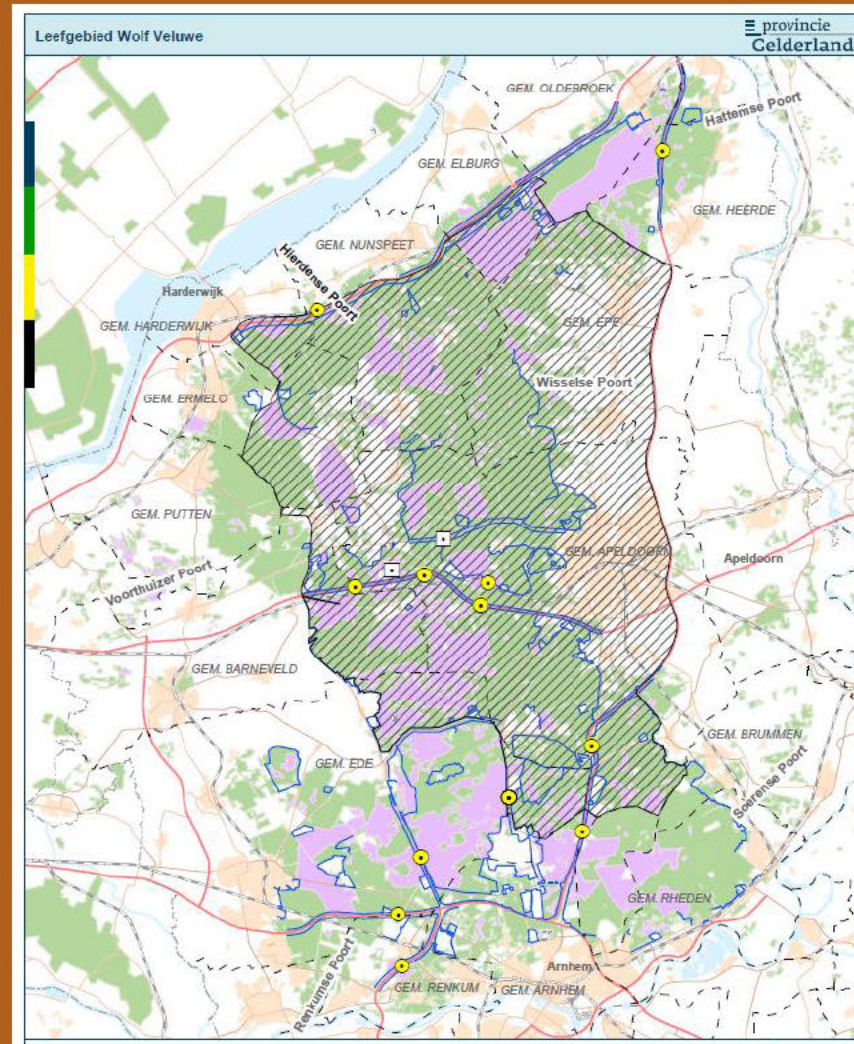 Leefgebied Wolf Veluwe
provincie
Gelderland
GEM. OLDEBROEK
Hattemse Poort
GEM. ELBURG
GEM. HEERDE
GEM. NUNSPEET
Hierdense Poort
Harderwijk
GEM. HARDERWIJK
GEM. EPE
Wisselse Poort
GEM. ERMELO
GEM. PUTTEN
GEM. APELDOORN
Apeldoorn
Voorthuizer Poort
GEM. BARNEVELD
GEM. BRUMMEN
GEM. EDE
Soerense Poort
GEM. RHEDEN
Arnhem
Renkumse Poort
GEM. RENKUM
GEM. ARNHEM